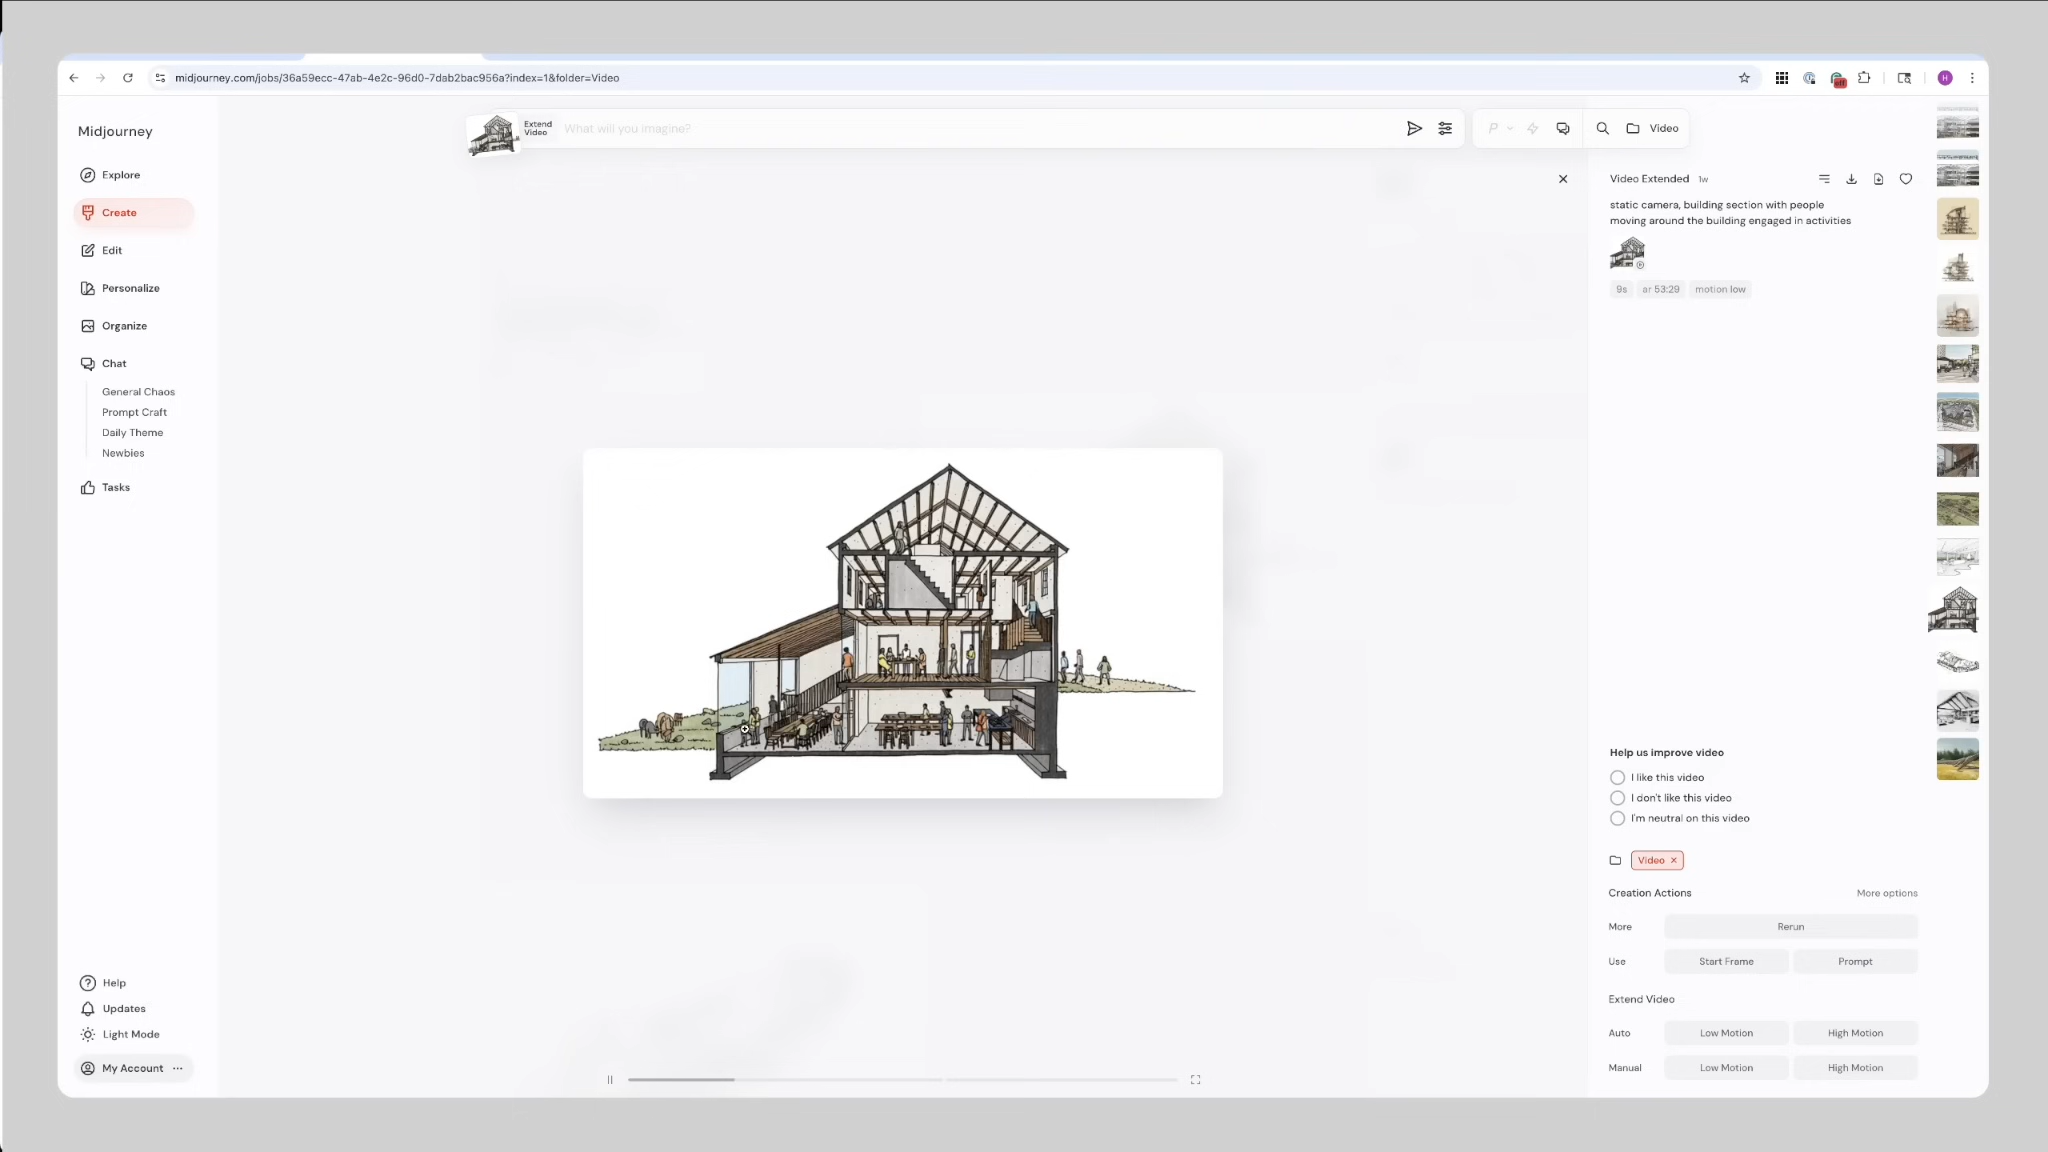 midjourney.com/jobs/36a59ecc-47ab-4e2c-96d0-7dab2bac956a?index=1&folder=Video
H
Midjourney
Explore
Create
Edit
Personalize
Organize
Chat
General Chaos
Prompt Craft
Daily Theme
Newbies
Tasks
Help
Updates
Light Mode
My Account
Extend
Video
What will you imagine?
Video
Video Extended 1w
static camera, building section with people
moving around the building engaged in activities
9s ar 53:29 motion low
Help us improve video
I like this video
I don't like this video
I'm neutral on this video
Video
Creation Actions More options
More Rerun
Use Start Frame Prompt
Extend Video
Auto Low Motion High Motion
Manual Low Motion High Motion